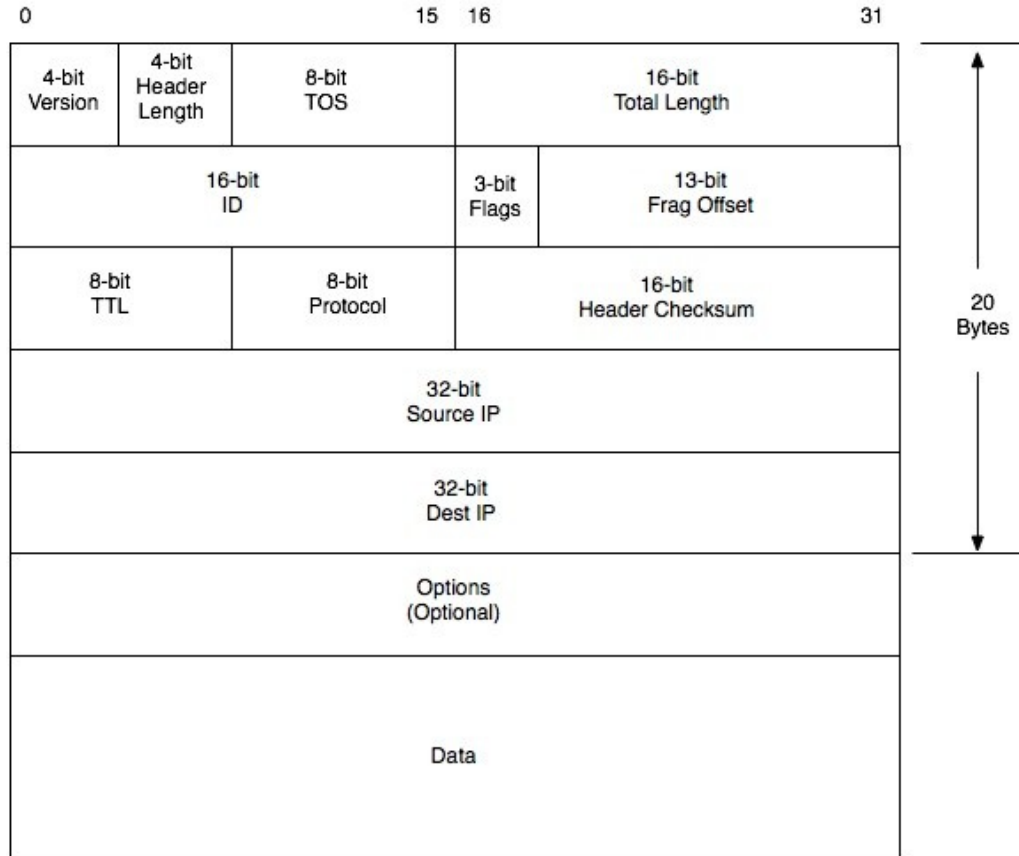 0
15
16
31
4-bit
Version
4-bit
Header
Length
8-bit
TOS
16-bit
Total Length
16-bit
ID
3-bit
Flags
13-bit
Frag Offset
8-bit
TTL
8-bit
Protocol
16-bit
Header Checksum
20
Bytes
32-bit
Source IP
32-bit
Dest IP
Options
(Optional)
Data